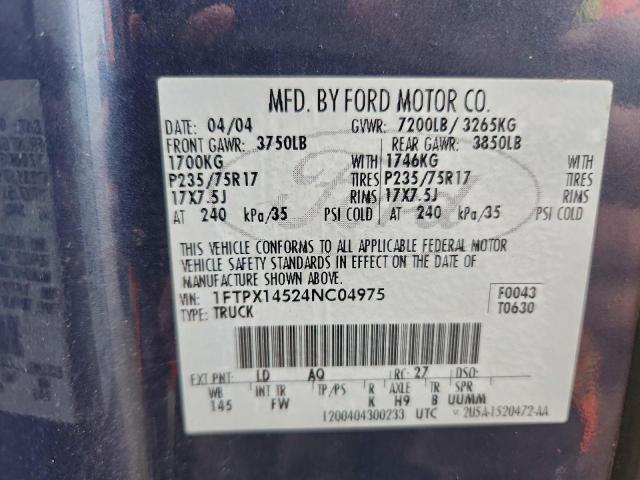 MFD. BY FORD MOTOR CO.
DATE: 04/04 GVWR: 7200LB/ 3265KG
FRONT GAWR: 3750LB REAR GAWR: 3850LB
1700KG WITH 1746KG WITH
P235/75R17 TIRES P235/75R17 TIRES
17X7.5J RIMS 17X7.5J RIMS
AT 240 kPa/35 PSI COLD AT 240 kPa/35 PSI COLD
Ford
THIS VEHICLE CONFORMS TO ALL APPLICABLE FEDERAL MOTOR
VEHICLE SAFETY STANDARDS IN EFFECT ON THE DATE OF
MANUFACTURE SHOWN ABOVE.
VIN: 1FTPX14524NC04975 F0043
TYPE: TRUCK T0630
EXT PNT: LD AQ RC: 27 DSO:
WB INT TR TP/PS R AXLE TR SPR
145 FW K H9 B UUMM
1200404300233 UTC 2U5A-1520472-AA